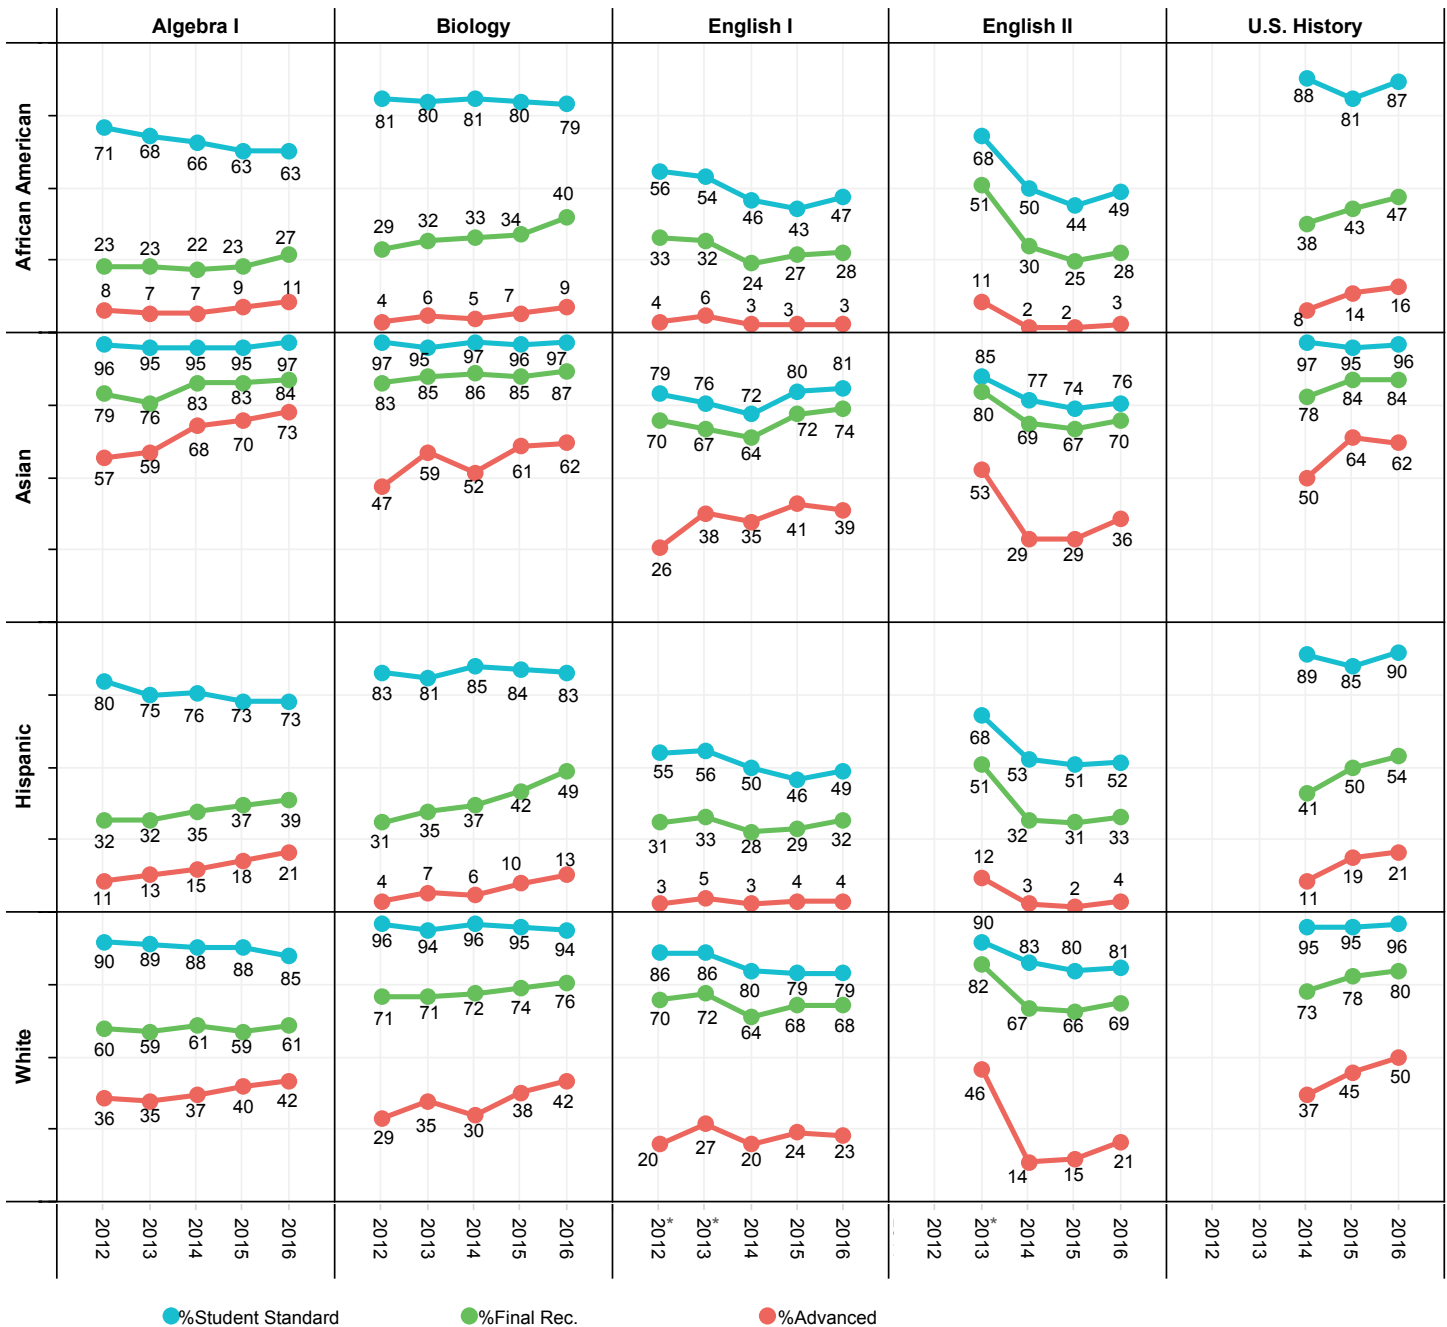 Algebra I Biology English I English II U.S. History
African American
71 68 66 63 63
23 23 22 23 27
8 7 7 9 11
81 80 81 80 79
29 32 33 34 40
4 6 5 7 9
56 54 46 43 47
33 32 24 27 28
4 6 3 3 3
68 50 44 49
51 30 25 28
11 2 2 3
88 81 87
38 43 47
8 14 16
Asian
96 95 95 95 97
79 76 83 83 84
57 59 68 70 73
97 95 97 96 97
83 85 86 85 87
47 59 52 61 62
79 76 72 80 81
70 67 64 72 74
26 38 35 41 39
85 77 74 76
80 69 67 70
53 29 29 36
97 95 96
78 84 84
50 64 62
Hispanic
80 75 76 73 73
32 32 35 37 39
11 13 15 18 21
83 81 85 84 83
31 35 37 42 49
4 7 6 10 13
55 56 50 46 49
31 33 28 29 32
3 5 3 4 4
68 53 51 52
51 32 31 33
12 3 2 4
89 85 90
41 50 54
11 19 21
White
90 89 88 88 85
60 59 61 59 61
36 35 37 40 42
96 94 96 95 94
71 71 72 74 76
29 35 30 38 42
86 86 80 79 79
70 72 64 68 68
20 27 20 24 23
90 83 80 81
82 67 66 69
46 14 15 21
95 95 96
73 78 80
37 45 50
2012 2013 2014 2015 2016 2012 2013 2014 2015 2016 2012* 2013* 2014 2015 2016 2012 2013* 2014 2015 2016 2012 2013 2014 2015 2016
%Student Standard %Final Rec. %Advanced